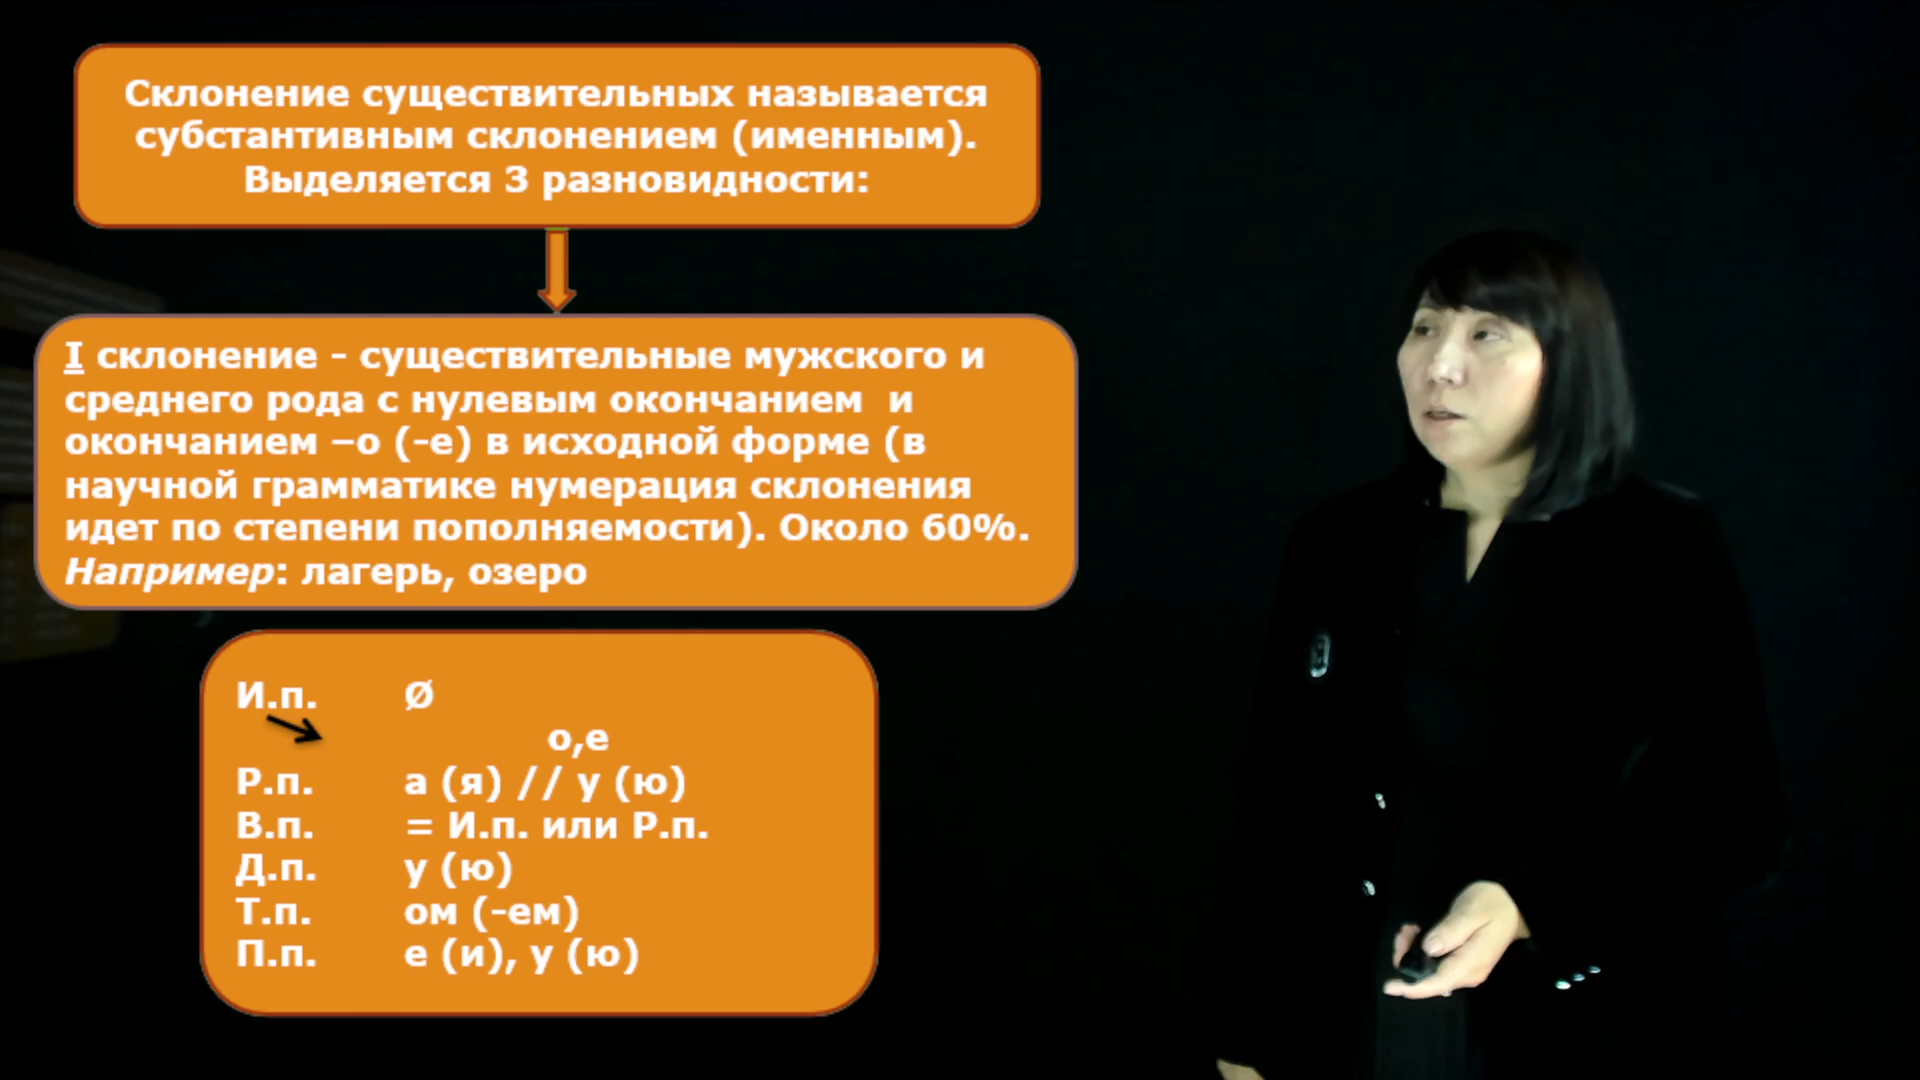 Склонение существительных называется
субстантивным склонением (именным).
Выделяется 3 разновидности:
I склонение - существительные мужского и
среднего рода с нулевым окончанием и
окончанием –о (-е) в исходной форме (в
научной грамматике нумерация склонения
идет по степени пополняемости). Около 60%.
Например: лагерь, озеро
И.п. Ø
о,е
Р.п. а (я) // у (ю)
В.п. = И.п. или Р.п.
Д.п. у (ю)
Т.п. ом (-ем)
П.п. е (и), у (ю)